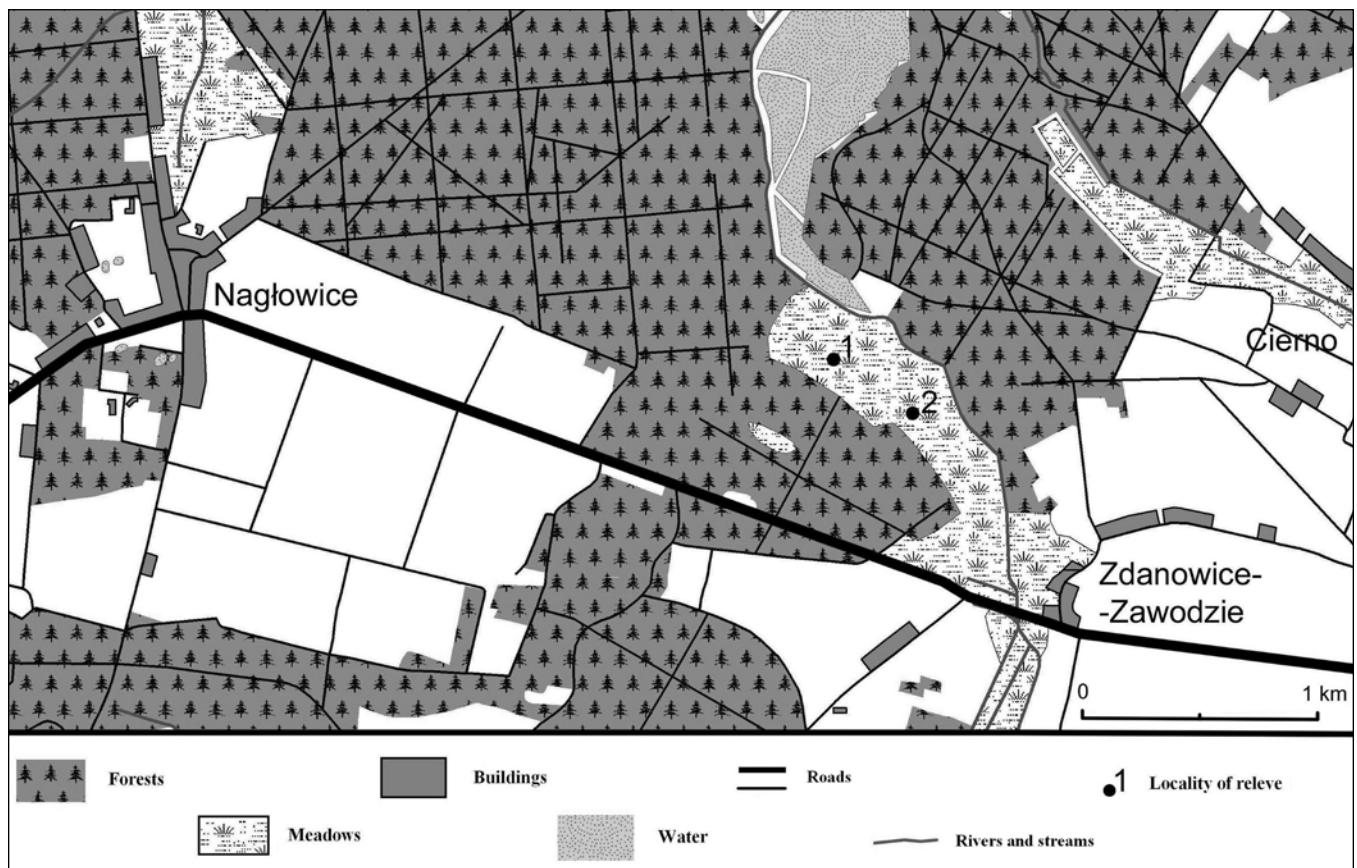 Nagłowice
1
Cierno
2
Zdanowice-
-Zawodzie
0
1 km
Forests
Buildings
Roads
1
Locality of releve
Meadows
Water
Rivers and streams